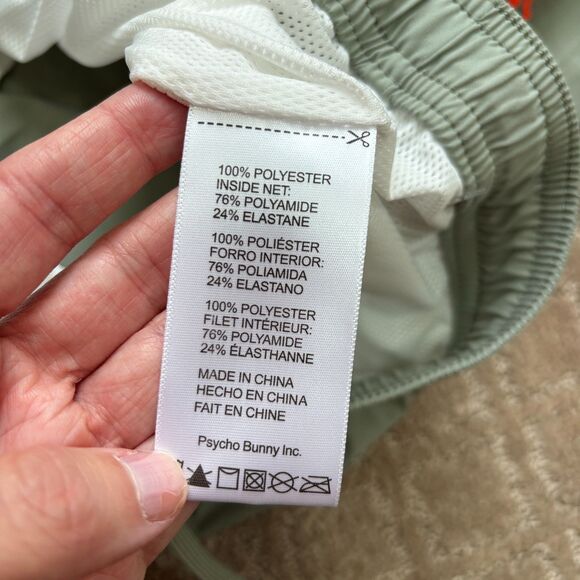 100% POLYESTER
INSIDE NET:
76% POLYAMIDE
24% ELASTANE
100% POLIÉSTER
FORRO INTERIOR:
76% POLIAMIDA
24% ELASTANO
100% POLYESTER
FILET INTÉRIEUR:
76% POLYAMIDE
24% ÉLASTHANNE
MADE IN CHINA
HECHO EN CHINA
FAIT EN CHINE
Psycho Bunny Inc.